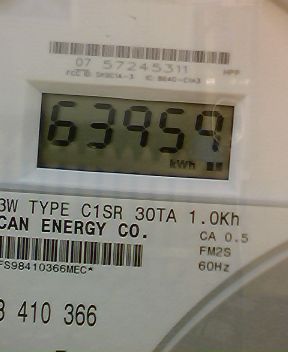 07 57245311
HPP
63959
kWh
3W TYPE C1SR 30TA 1.0Kh
CAN ENERGY CO.
CA 0.5
FM2S
60Hz
FS98410366MEC*
3 410 366